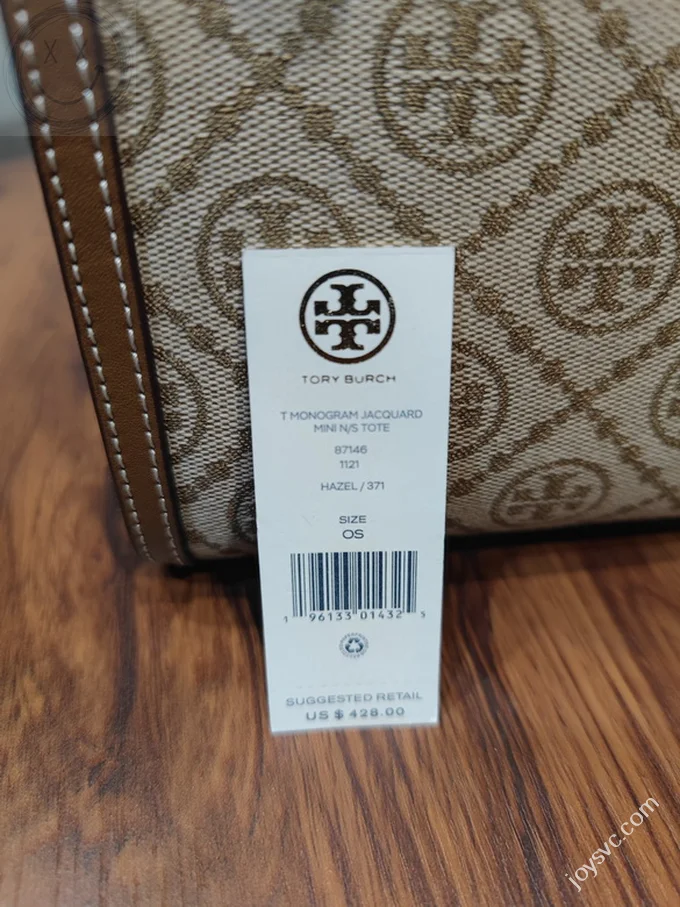 TORY BURCH
T MONOGRAM JACQUARD
MINI N/S TOTE
87146
1121
HAZEL / 371
SIZE
OS
1 96133 01432 5
SUGGESTED RETAIL
US $ 428.00
joysvc.com